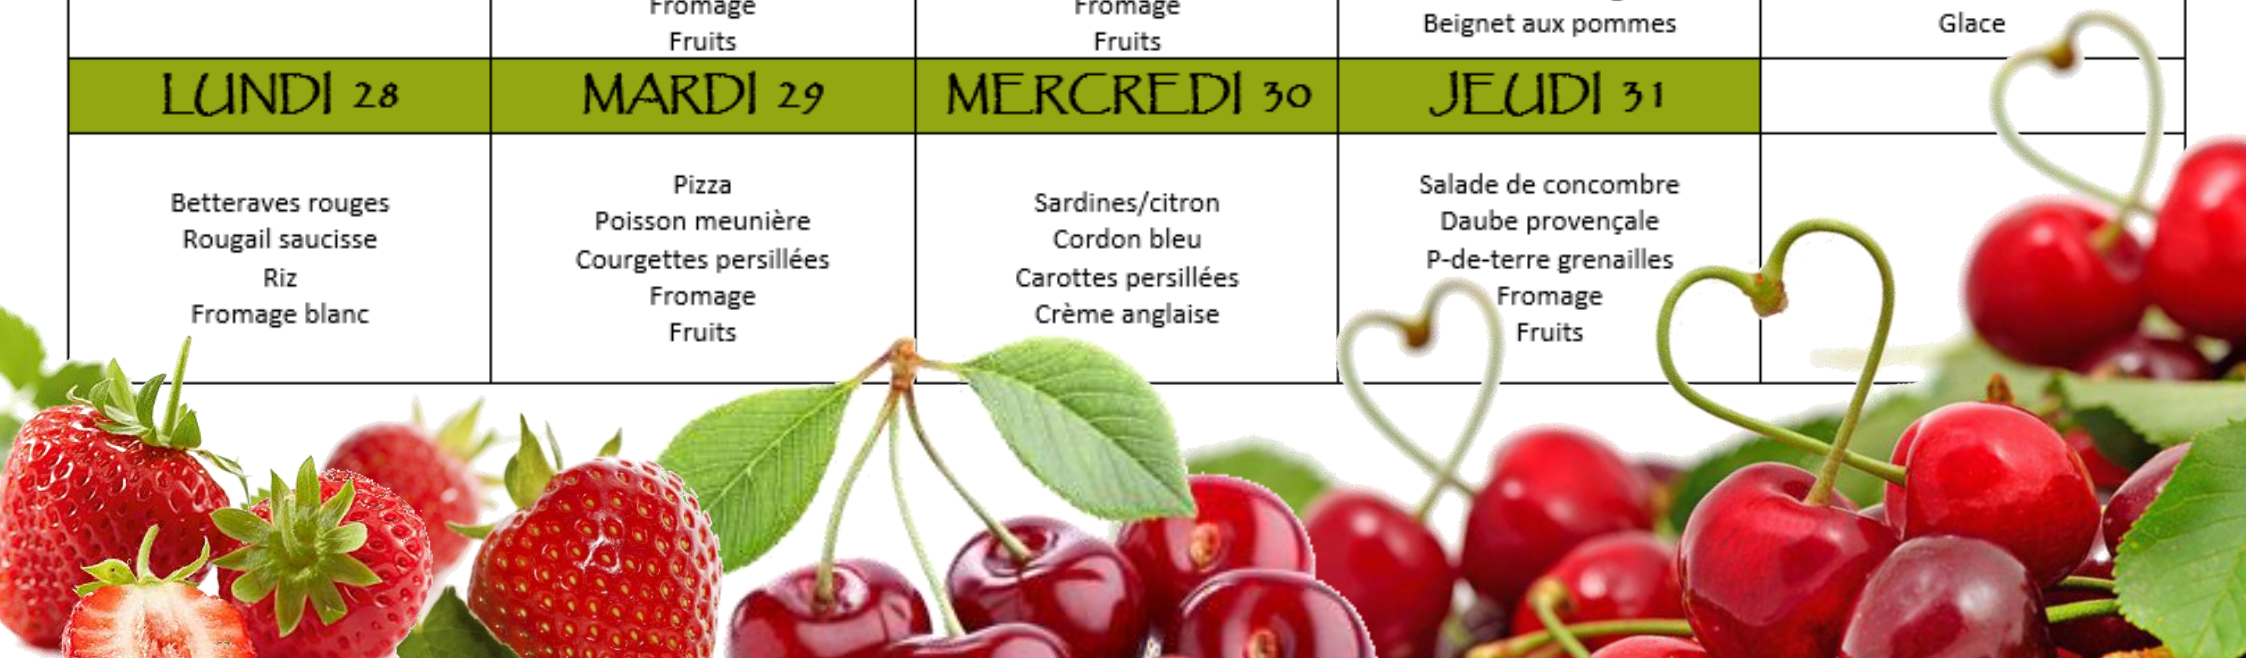 Fromage
Fruits
Fromage
Fruits
Beignet aux pommes
Glace
LUNDI 28
MARDI 29
MERCREDI 30
JEUDI 31
Betteraves rouges
Rougail saucisse
Riz
Fromage blanc
Pizza
Poisson meunière
Courgettes persillées
Fromage
Fruits
Sardines/citron
Cordon bleu
Carottes persillées
Crème anglaise
Salade de concombre
Daube provençale
P-de-terre grenailles
Fromage
Fruits